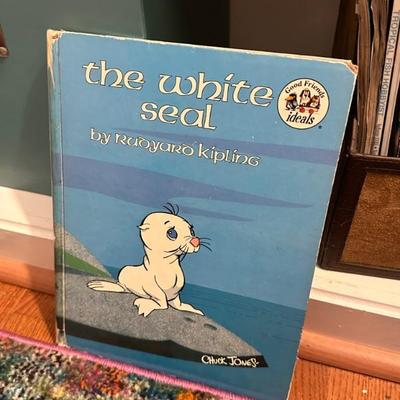 the white
seal
by Rudyard Kipling
Good Friends
ideals
Chuck Jones